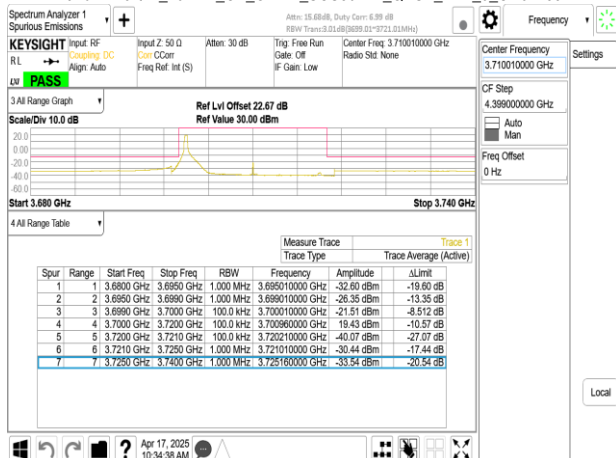 Spectrum Analyzer 1
Spurious Emissions
Attn: 15.68dB, Duty Corr: 6.99 dB
RBW Trans:3.01dB(3699.01~3721.01MHz)
Frequency
KEYSIGHT
Input: RF
Coupling: DC
Align: Auto
Input Z: 50 Ω
Corr CCorr
Freq Ref: Int (S)
Atten: 30 dB
Trig: Free Run
Gate: Off
IF Gain: Low
Center Freq: 3.710010000 GHz
Radio Std: None
RL
LXI
PASS
Center Frequency
3.710010000 GHz
Settings
CF Step
4.399000000 GHz
Auto
Man
Freq Offset
0 Hz
3 All Range Graph
Scale/Div 10.0 dB
Ref Lvl Offset 22.67 dB
Ref Value 30.00 dBm
20.0
0.00
-20.0
-40.0
-60.0
Start 3.680 GHz
Stop 3.740 GHz
4 All Range Table
Measure Trace Trace 1
Trace Type Trace Average (Active)
Spur Range Start Freq Stop Freq RBW Frequency Amplitude ΔLimit
1 1 3.6800 GHz 3.6950 GHz 1.000 MHz 3.695010000 GHz -32.60 dBm -19.60 dB
2 2 3.6950 GHz 3.6990 GHz 1.000 MHz 3.699010000 GHz -26.35 dBm -13.35 dB
3 3 3.6990 GHz 3.7000 GHz 100.0 kHz 3.700010000 GHz -21.51 dBm -8.512 dB
4 4 3.7000 GHz 3.7200 GHz 100.0 kHz 3.700960000 GHz 19.43 dBm -10.57 dB
5 5 3.7200 GHz 3.7210 GHz 100.0 kHz 3.720210000 GHz -40.07 dBm -27.07 dB
6 6 3.7210 GHz 3.7250 GHz 1.000 MHz 3.721010000 GHz -30.44 dBm -17.44 dB
7 7 3.7250 GHz 3.7400 GHz 1.000 MHz 3.725160000 GHz -33.54 dBm -20.54 dB
Local
Apr 17, 2025
10:34:38 AM